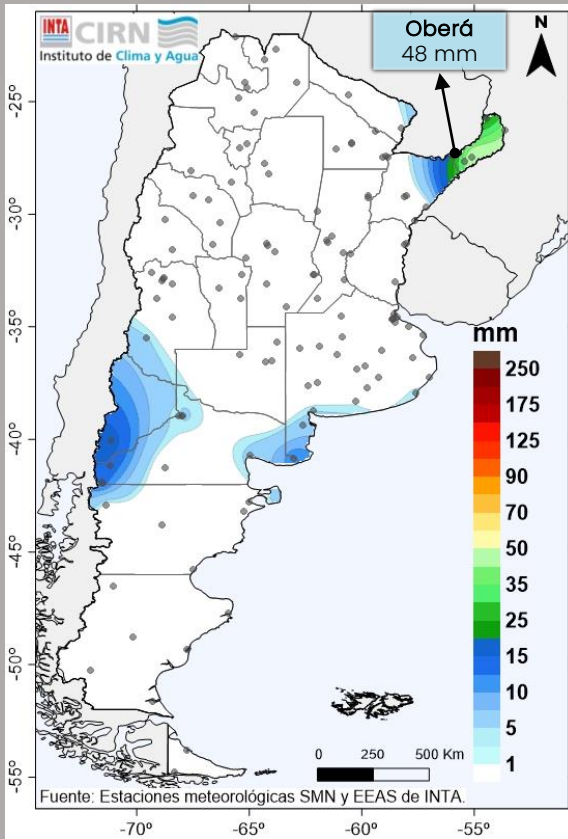 INTA CIRN
Instituto de Clima y Agua
Oberá
48 mm
N
-25°
-30°
-35°
-40°
-45°
-50°
-55°
mm
250
175
125
90
70
50
35
25
15
10
5
1
0 250 500 Km
Fuente: Estaciones meteorológicas SMN y EEAS de INTA.
-70° -65° -60° -55°